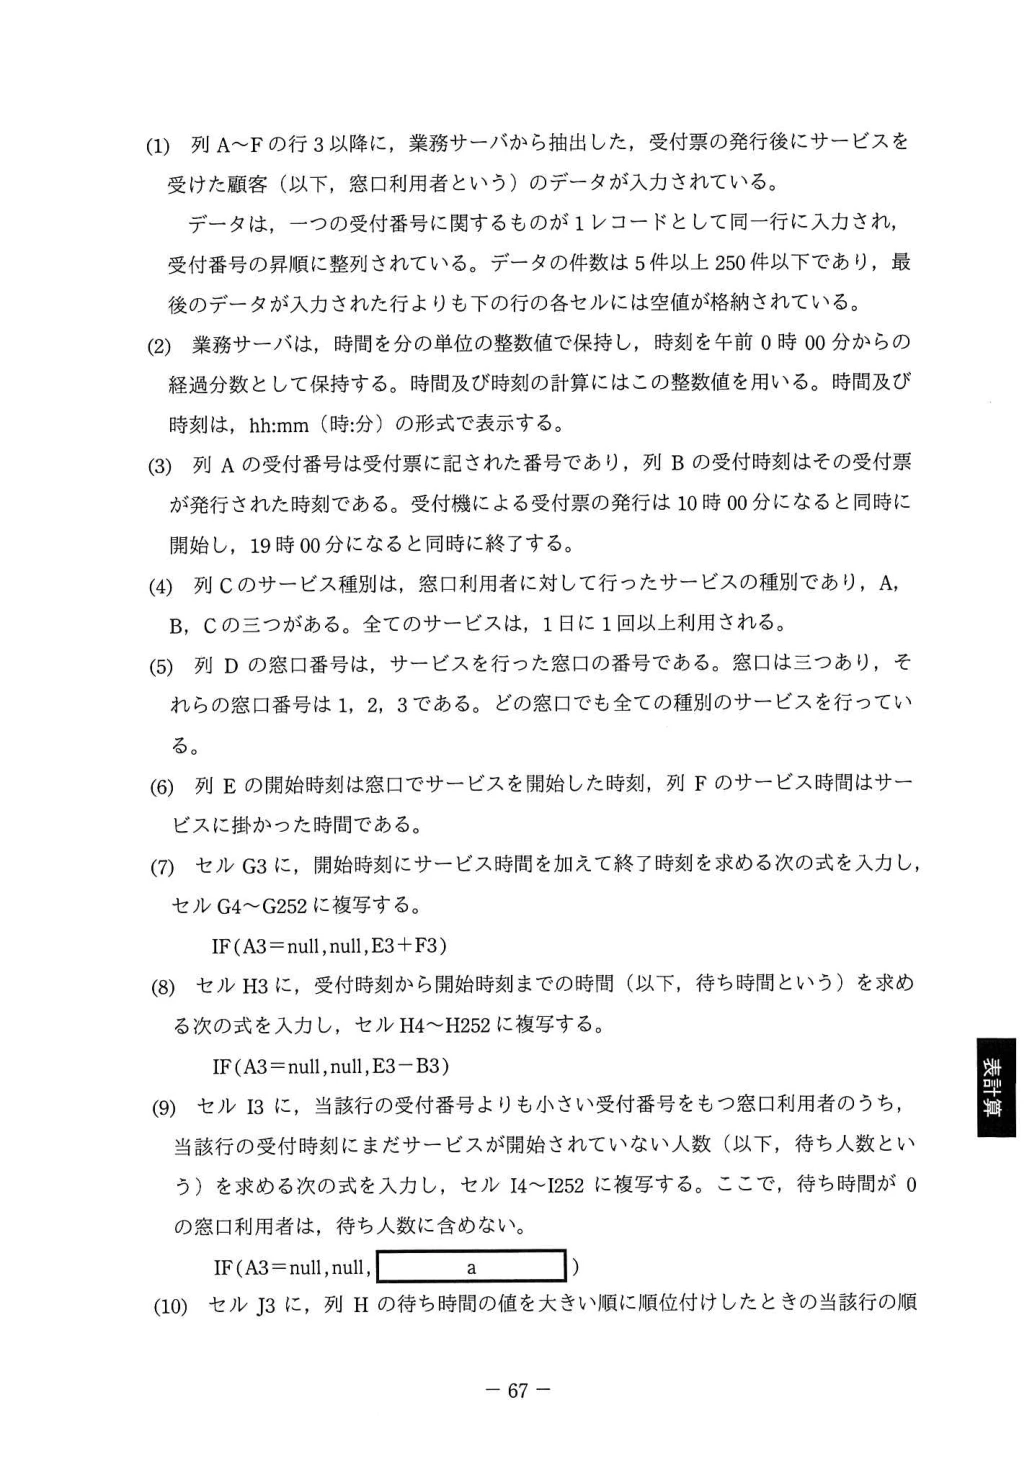 (1)　列 A～F の行 3 以降に，業務サーバから抽出した，受付票の発行後にサービスを
受けた顧客（以下，窓口利用者という）のデータが入力されている。
データは，一つの受付番号に関するものが 1 レコードとして同一行に入力され，
受付番号の昇順に整列されている。データの件数は 5 件以上 250 件以下であり，最
後のデータが入力された行よりも下の行の各セルには空値が格納されている。
(2)　業務サーバは，時間を分の単位の整数値で保持し，時刻を午前 0 時 00 分からの
経過分数として保持する。時間及び時刻の計算にはこの整数値を用いる。時間及び
時刻は，hh:mm（時:分）の形式で表示する。
(3)　列 A の受付番号は受付票に記された番号であり，列 B の受付時刻はその受付票
が発行された時刻である。受付機による受付票の発行は 10 時 00 分になると同時に
開始し，19 時 00 分になると同時に終了する。
(4)　列 C のサービス種別は，窓口利用者に対して行ったサービスの種別であり，A，
B，C の三つがある。全てのサービスは，1 日に 1 回以上利用される。
(5)　列 D の窓口番号は，サービスを行った窓口の番号である。窓口は三つあり，そ
れらの窓口番号は 1，2，3 である。どの窓口でも全ての種別のサービスを行ってい
る。
(6)　列 E の開始時刻は窓口でサービスを開始した時刻，列 F のサービス時間はサー
ビスに掛かった時間である。
(7)　セル G3 に，開始時刻にサービス時間を加えて終了時刻を求める次の式を入力し，
セル G4～G252 に複写する。
IF(A3＝null,null,E3＋F3)
(8)　セル H3 に，受付時刻から開始時刻までの時間（以下，待ち時間という）を求め
る次の式を入力し，セル H4～H252 に複写する。
IF(A3＝null,null,E3－B3)
(9)　セル I3 に，当該行の受付番号よりも小さい受付番号をもつ窓口利用者のうち，
当該行の受付時刻にまだサービスが開始されていない人数（以下，待ち人数とい
う）を求める次の式を入力し，セル I4～I252 に複写する。ここで，待ち時間が 0
の窓口利用者は，待ち人数に含めない。
IF(A3＝null,null, a )
(10)　セル J3 に，列 H の待ち時間の値を大きい順に順位付けしたときの当該行の順
表計算
－ 67 －